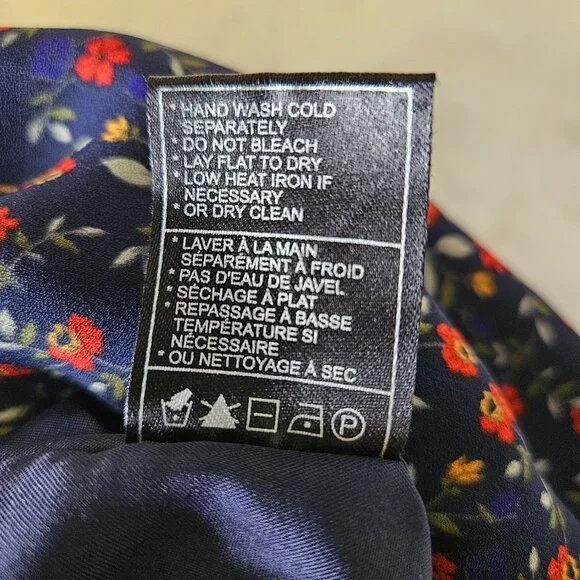 * HAND WASH COLD
SEPARATELY
* DO NOT BLEACH
* LAY FLAT TO DRY
* LOW HEAT IRON IF
NECESSARY
* OR DRY CLEAN
* LAVER À LA MAIN
SÉPARÉMENT À FROID
* PAS D'EAU DE JAVEL
* SÉCHAGE À PLAT
* REPASSAGE À BASSE
TEMPÉRATURE SI
NÉCESSAIRE
* OU NETTOYAGE À SEC
P